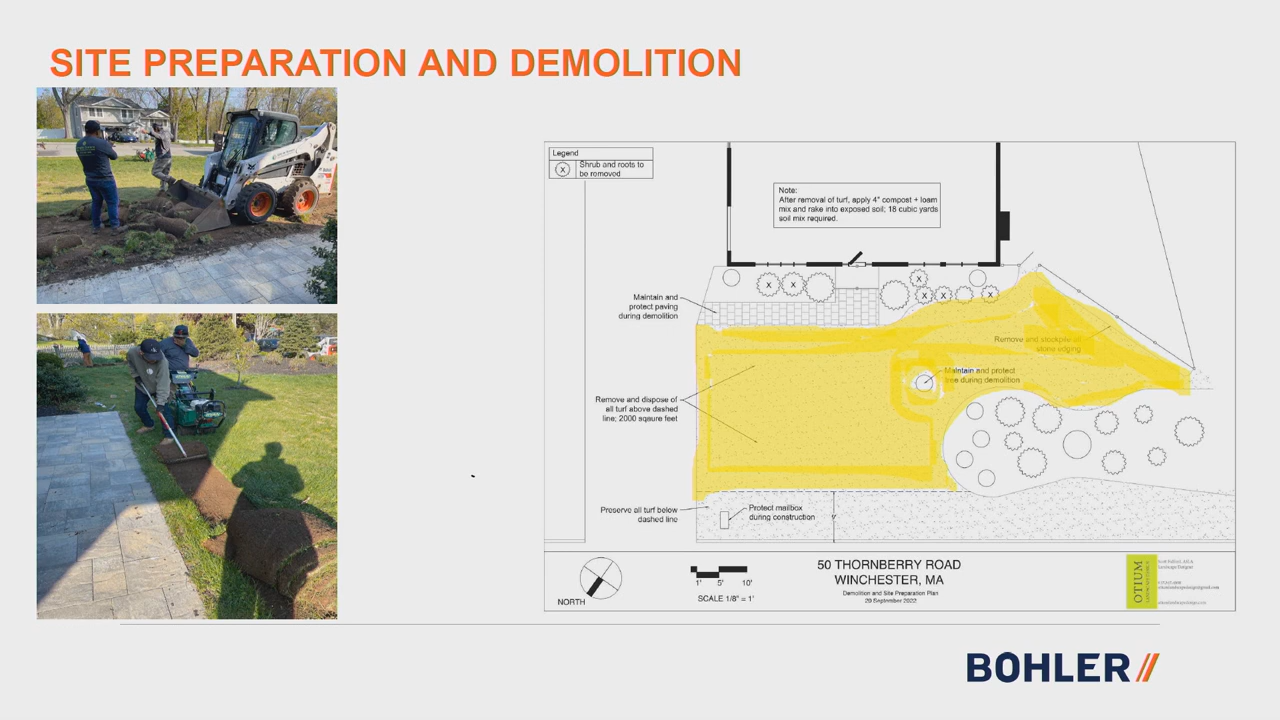 SITE PREPARATION AND DEMOLITION
Legend
X
Shrub and roots to
be removed
Note:
After removal of turf, apply 4" compost + loam
mix and rake into exposed soil; 18 cubic yards
soil mix required.
X X X X X X
Maintain and
protect paving
during demolition
Remove and stockpile all
stone edging
Maintain and protect
tree during demolition
Remove and dispose of
all turf above dashed
line; 2000 sqaure feet
Preserve all turf below
dashed line
Protect mailbox
during construction
NORTH
1' 5' 10'
SCALE 1/8" = 1'
50 THORNBERRY ROAD
WINCHESTER, MA
Demolition and Site Preparation Plan
29 September 2022
OTIUM
BOHLER//